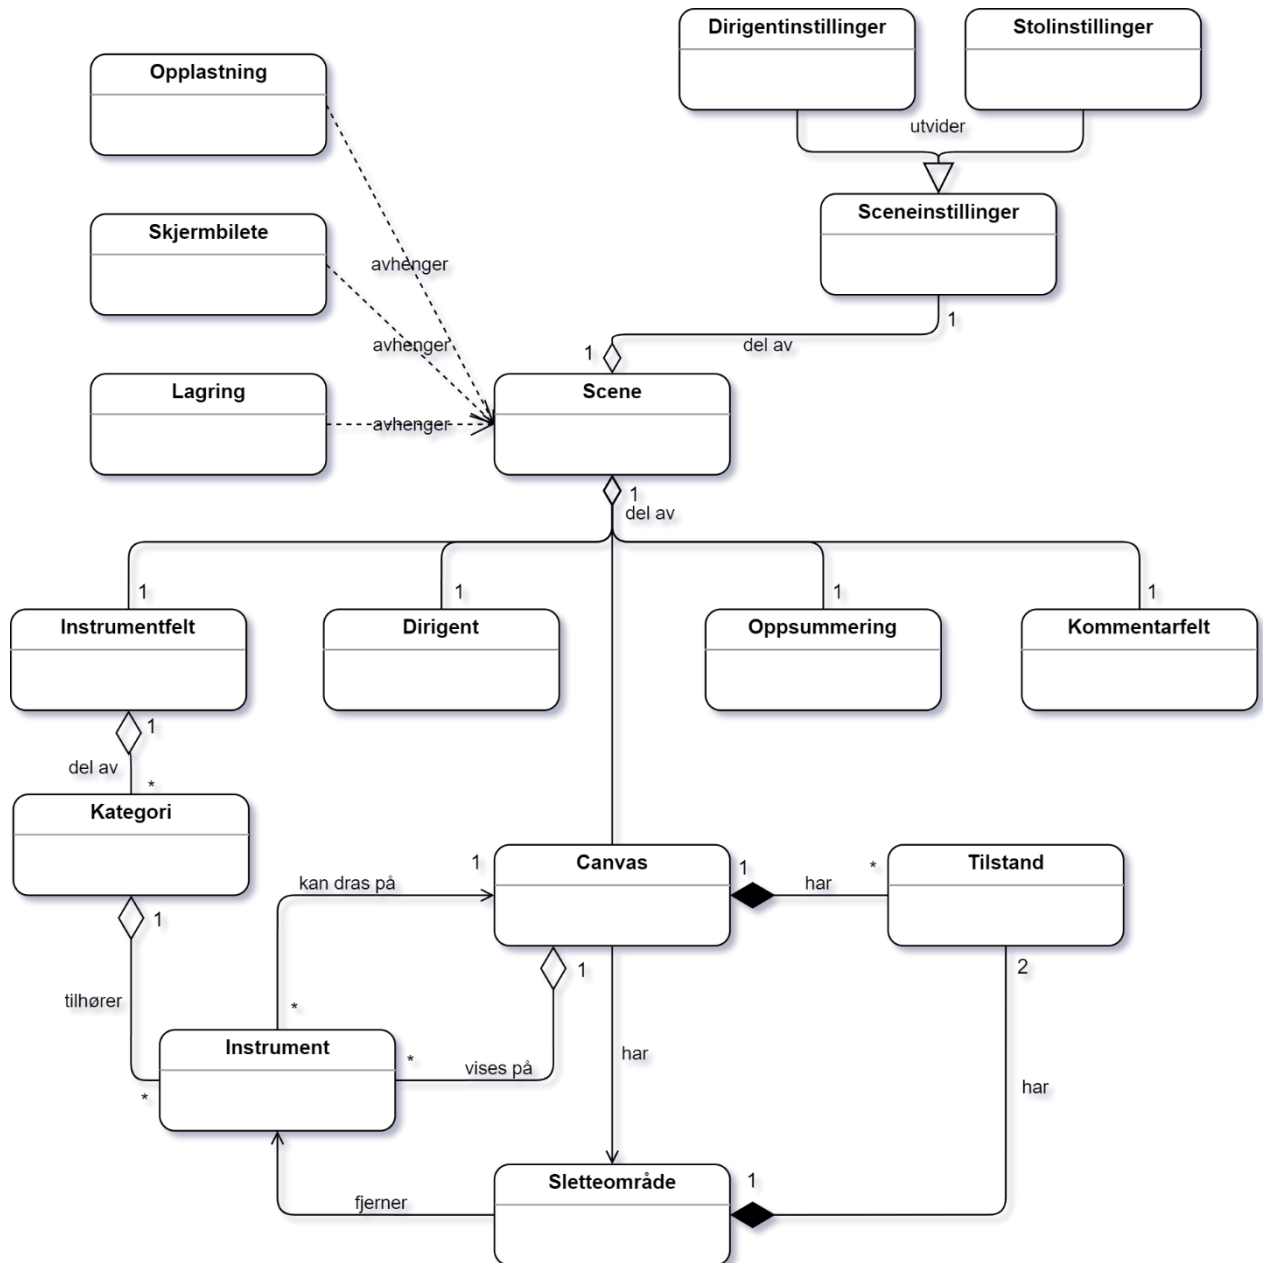 Dirigentinstillinger
Stolinstillinger
Opplastning
utvider
Sceneinstillinger
Skjermbilete
avhenger
1
1
del av
avhenger
Lagring
Scene
avhenger
1
del av
1
1
1
1
Instrumentfelt
Dirigent
Oppsummering
Kommentarfelt
1
del av
*
Kategori
1
Canvas
1
*
Tilstand
kan dras på
har
1
1
2
tilhører
*
*
vises på
har
Instrument
har
*
Sletteområde
1
fjerner